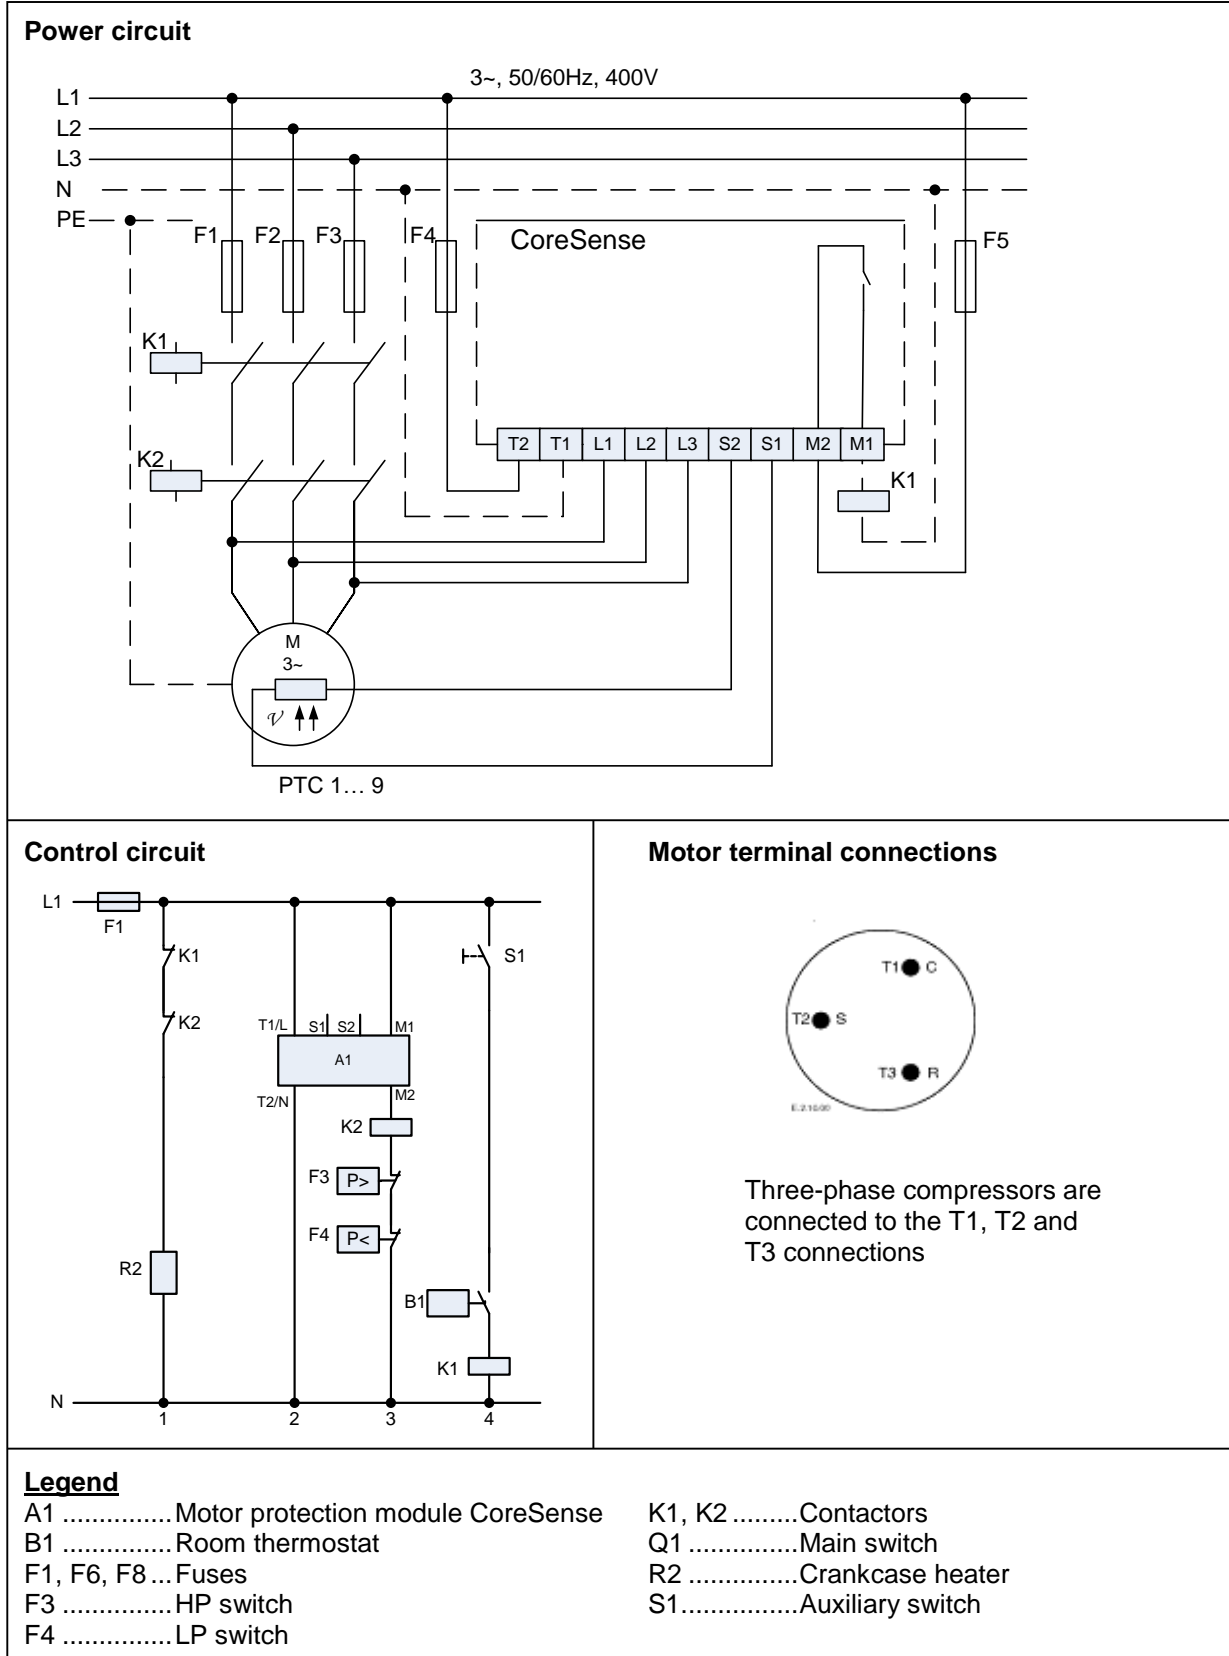 Power circuit
3~, 50/60Hz, 400V
L1
L2
L3
N
PE
F1 F2 F3 F4 CoreSense F5
K1
T2 T1 L1 L2 L3 S2 S1 M2 M1
K2
K1
M
3~
PTC 1… 9
Control circuit
L1
F1
K1 S1
K2
T1/L S1 S2 M1
A1
T2/N M2
K2
F3 P>
F4 P<
R2
B1
K1
N
1 2 3 4
Motor terminal connections
T1 C
T2 S
T3 R
Three-phase compressors are
connected to the T1, T2 and
T3 connections
Legend
A1 ...............Motor protection module CoreSense
B1 ...............Room thermostat
F1, F6, F8 ...Fuses
F3 ...............HP switch
F4 ...............LP switch
K1, K2 .........Contactors
Q1 ...............Main switch
R2 ...............Crankcase heater
S1................Auxiliary switch